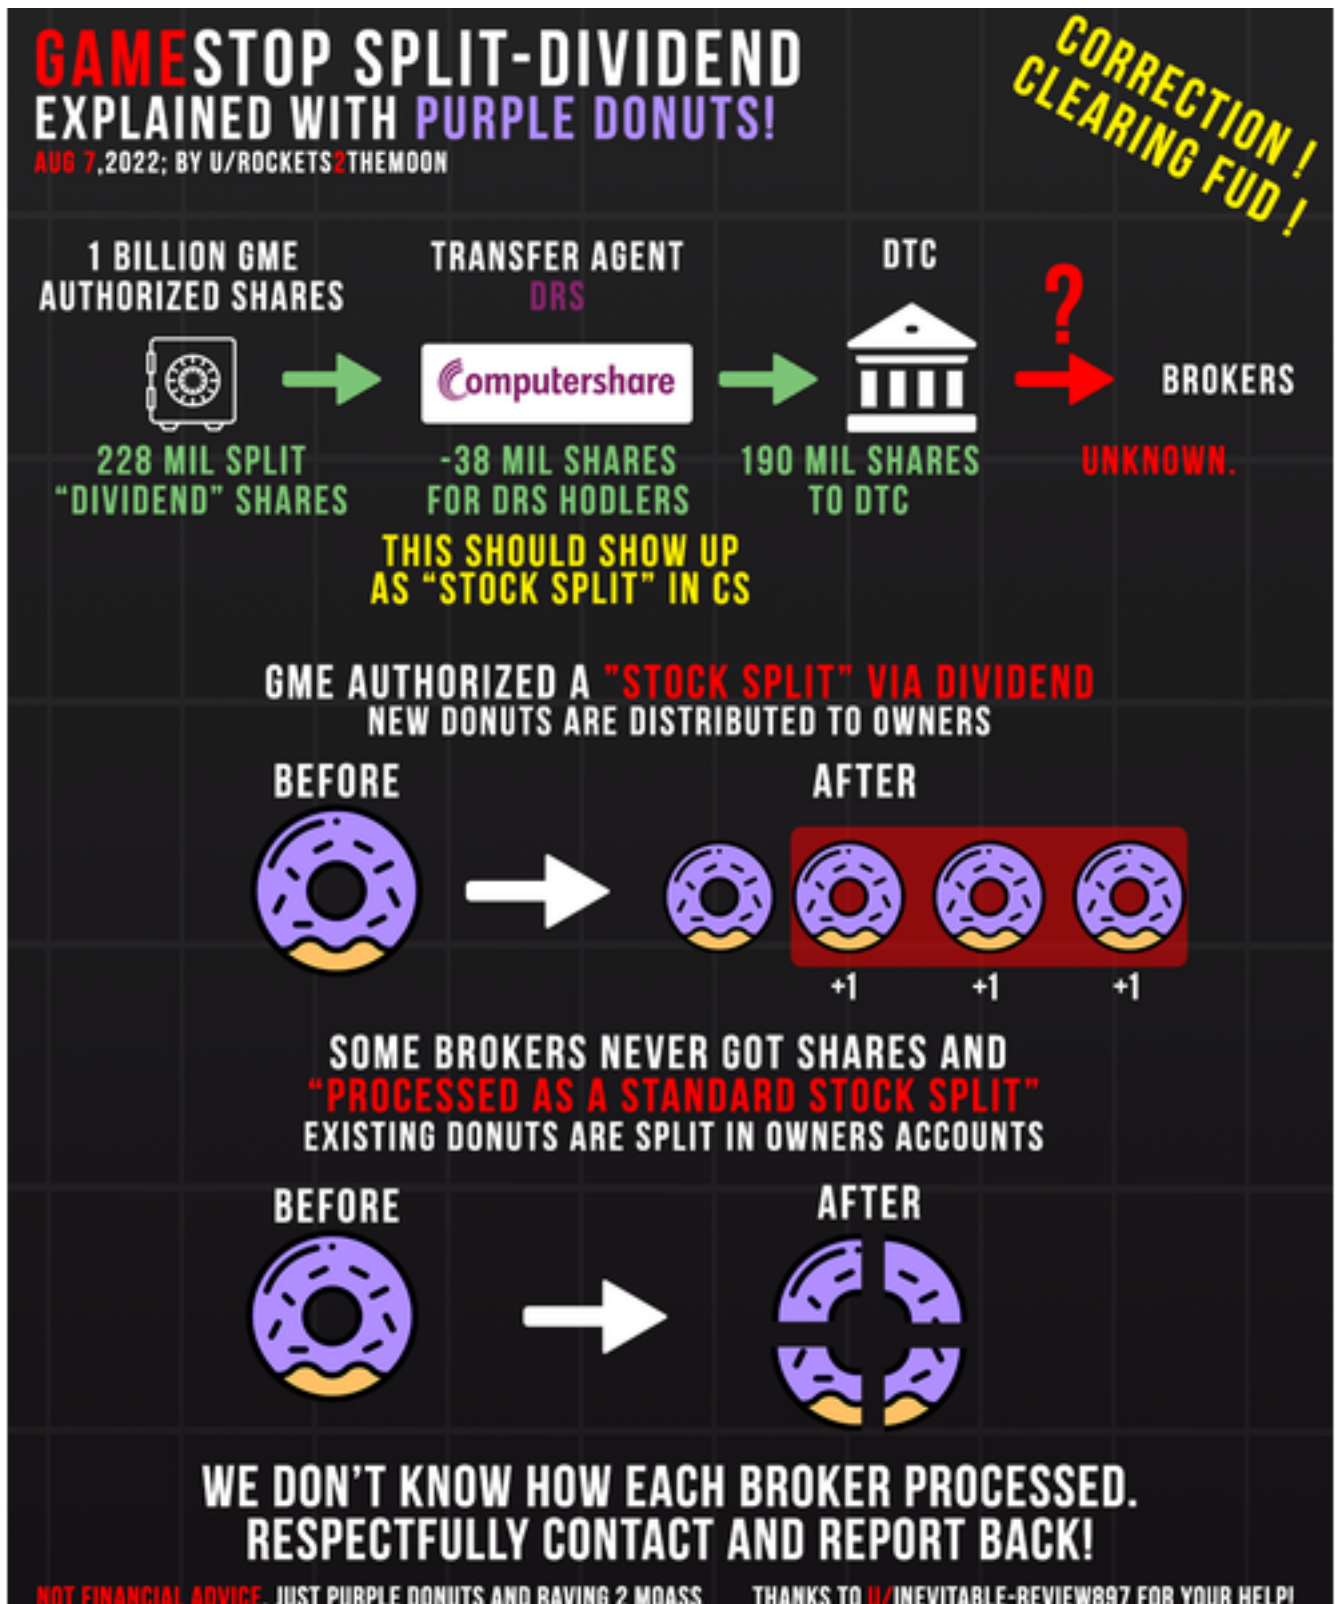 GAMESTOP SPLIT-DIVIDEND
EXPLAINED WITH PURPLE DONUTS!
AUG 7,2022; BY U/ROCKETS2THEMOON
CORRECTION !
CLEARING FUD !
1 BILLION GME
AUTHORIZED SHARES
228 MIL SPLIT
“DIVIDEND” SHARES
TRANSFER AGENT
DRS
Computershare
-38 MIL SHARES
FOR DRS HODLERS
THIS SHOULD SHOW UP
AS “STOCK SPLIT” IN CS
DTC
190 MIL SHARES
TO DTC
?
BROKERS
UNKNOWN.
GME AUTHORIZED A ”STOCK SPLIT” VIA DIVIDEND
NEW DONUTS ARE DISTRIBUTED TO OWNERS
BEFORE
AFTER
+1
+1
+1
SOME BROKERS NEVER GOT SHARES AND
“PROCESSED AS A STANDARD STOCK SPLIT”
EXISTING DONUTS ARE SPLIT IN OWNERS ACCOUNTS
BEFORE
AFTER
WE DON’T KNOW HOW EACH BROKER PROCESSED.
RESPECTFULLY CONTACT AND REPORT BACK!
NOT FINANCIAL ADVICE. JUST PURPLE DONUTS AND RAVING 2 MOASS
THANKS TO U/INEVITABLE-REVIEW897 FOR YOUR HELP!